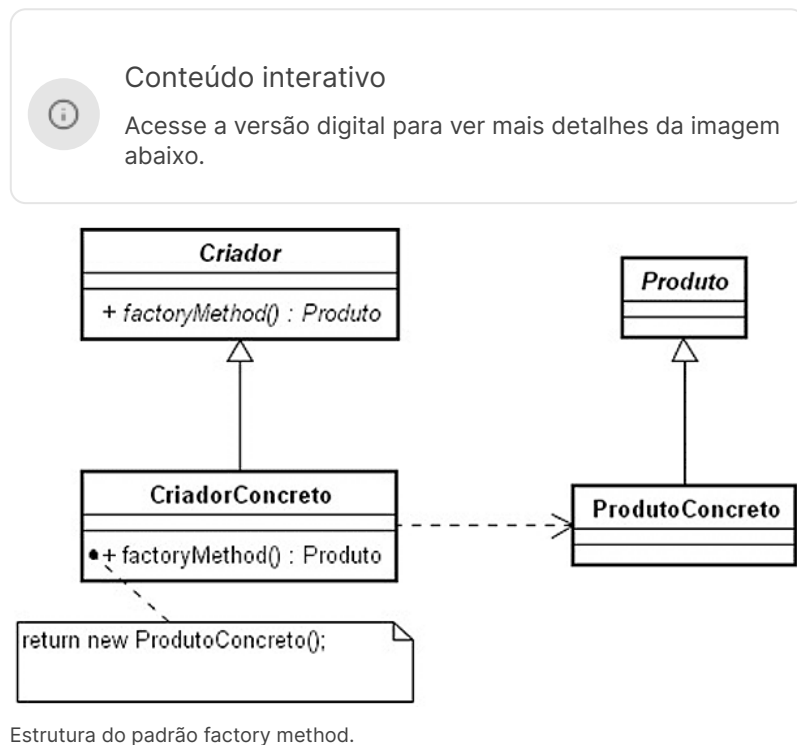 Conteúdo interativo
Acesse a versão digital para ver mais detalhes da imagem
abaixo.
Criador
+ factoryMethod() : Produto
Produto
CriadorConcreto
+ factoryMethod() : Produto
ProdutoConcreto
return new ProdutoConcreto();
Estrutura do padrão factory method.